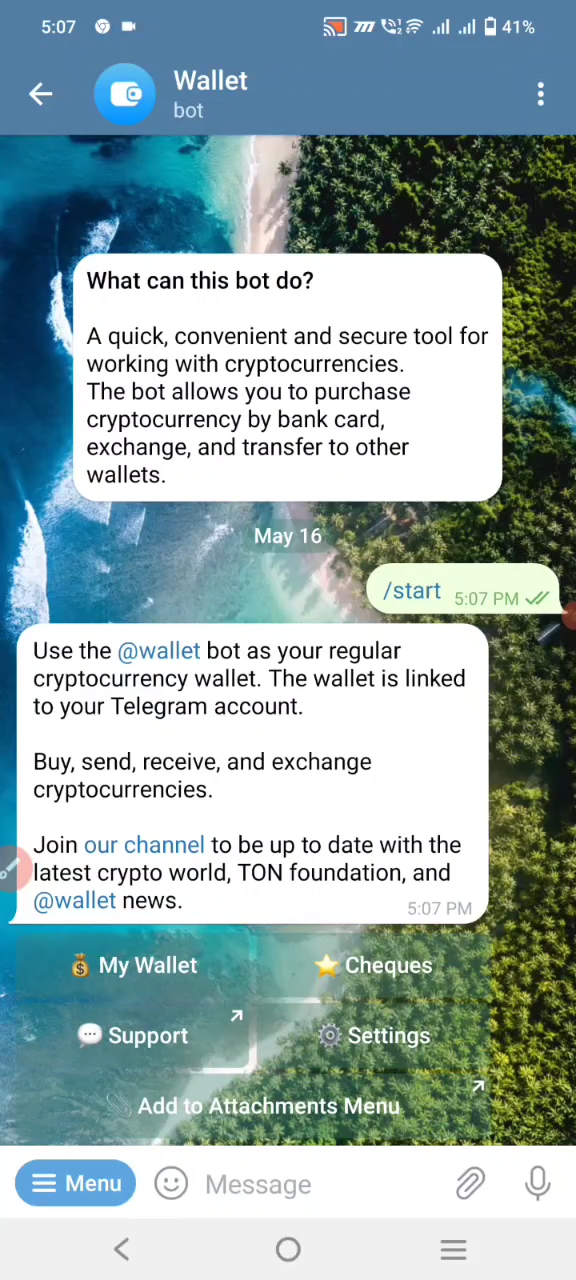 5:07
41%
Wallet
bot
What can this bot do?
A quick, convenient and secure tool for
working with cryptocurrencies.
The bot allows you to purchase
cryptocurrency by bank card,
exchange, and transfer to other
wallets.
May 16
/start 5:07 PM
Use the @wallet bot as your regular
cryptocurrency wallet. The wallet is linked
to your Telegram account.
Buy, send, receive, and exchange
cryptocurrencies.
Join our channel to be up to date with the
latest crypto world, TON foundation, and
@wallet news.
5:07 PM
My Wallet
Cheques
Support
Settings
Add to Attachments Menu
Menu
Message